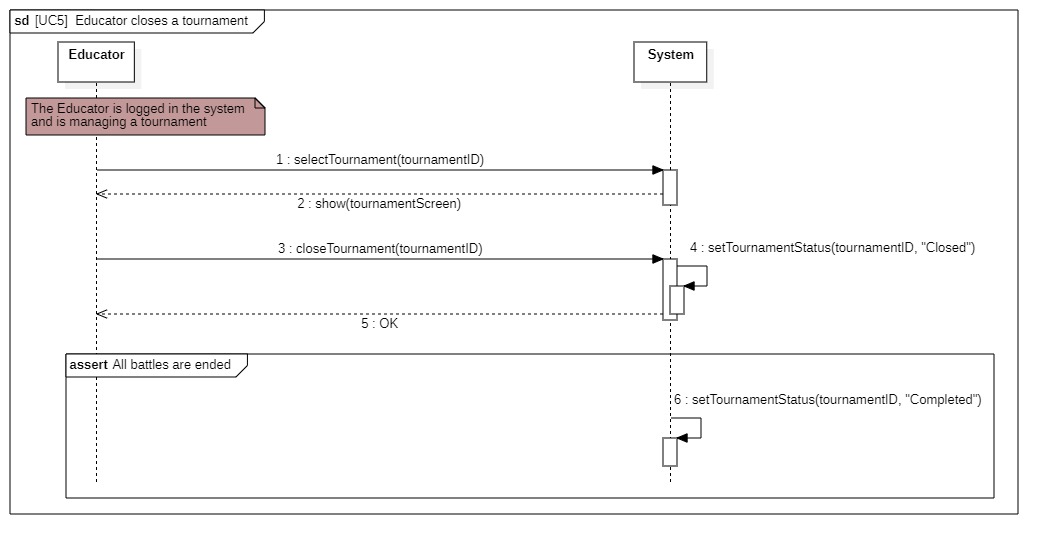 sd [UC5] Educator closes a tournament
Educator
System
The Educator is logged in the system
and is managing a tournament
1 : selectTournament(tournamentID)
2 : show(tournamentScreen)
3 : closeTournament(tournamentID)
4 : setTournamentStatus(tournamentID, "Closed")
5 : OK
assert All battles are ended
6 : setTournamentStatus(tournamentID, "Completed")